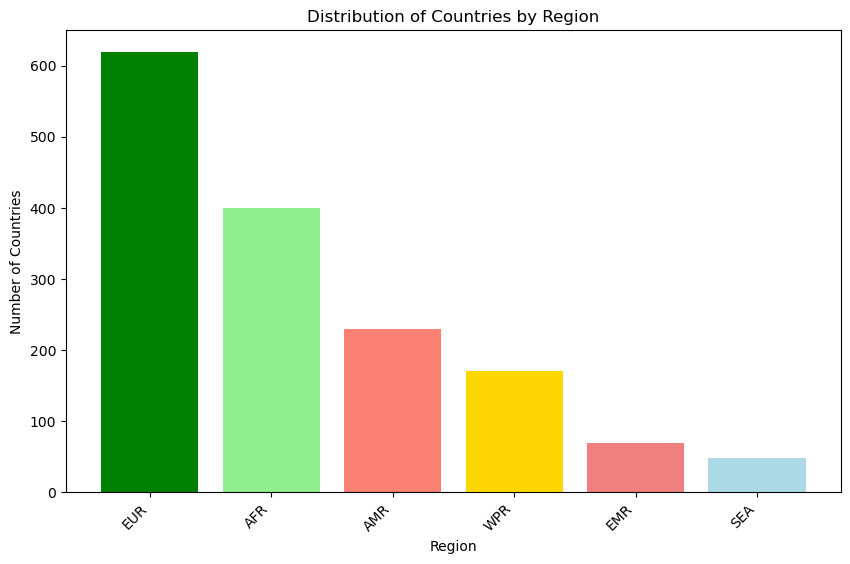 Distribution of Countries by Region
Number of Countries
600
500
400
300
200
100
0
EUR
AFR
AMR
WPR
EMR
SEA
Region